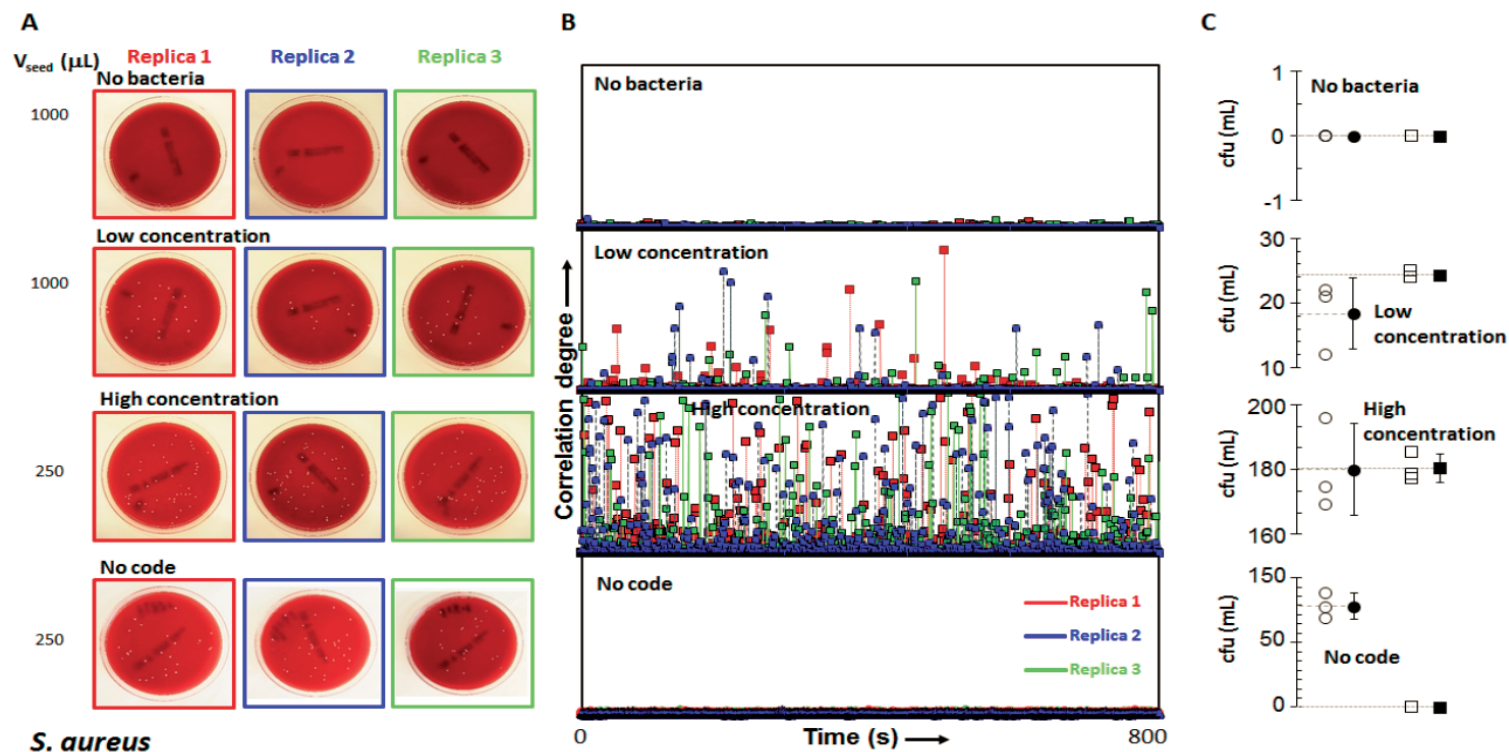 A
V_seed (μL)
Replica 1
Replica 2
Replica 3
No bacteria
1000
Low concentration
1000
High concentration
250
No code
250
S. aureus
B
No bacteria
Low concentration
High concentration
No code
Replica 1
Replica 2
Replica 3
Correlation degree
0
Time (s)
800
C
1
0
-1
cfu (mL)
No bacteria
30
20
10
cfu (mL)
Low
concentration
200
180
160
cfu (mL)
High
concentration
150
50
0
cfu (mL)
No code